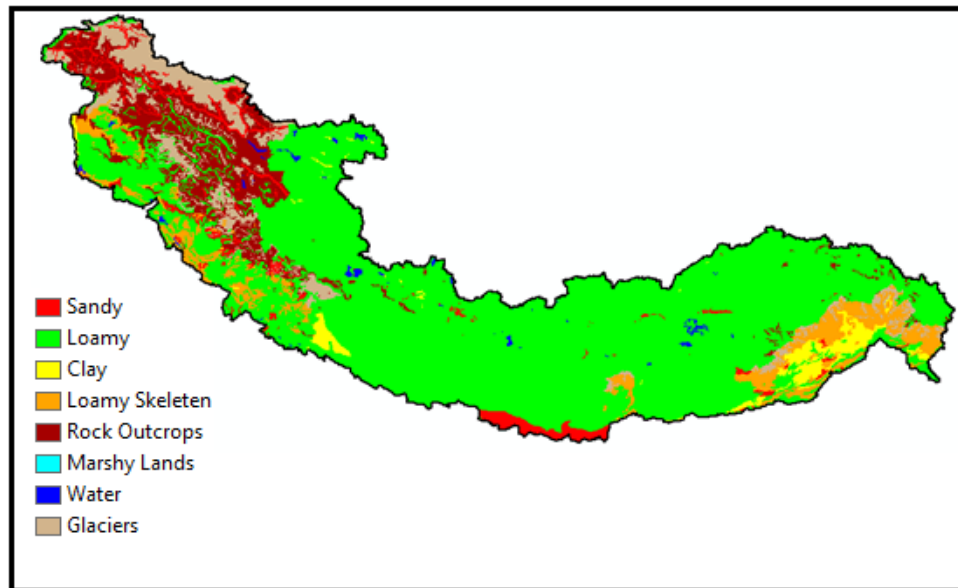 Sandy
Loamy
Clay
Loamy Skeleten
Rock Outcrops
Marshy Lands
Water
Glaciers